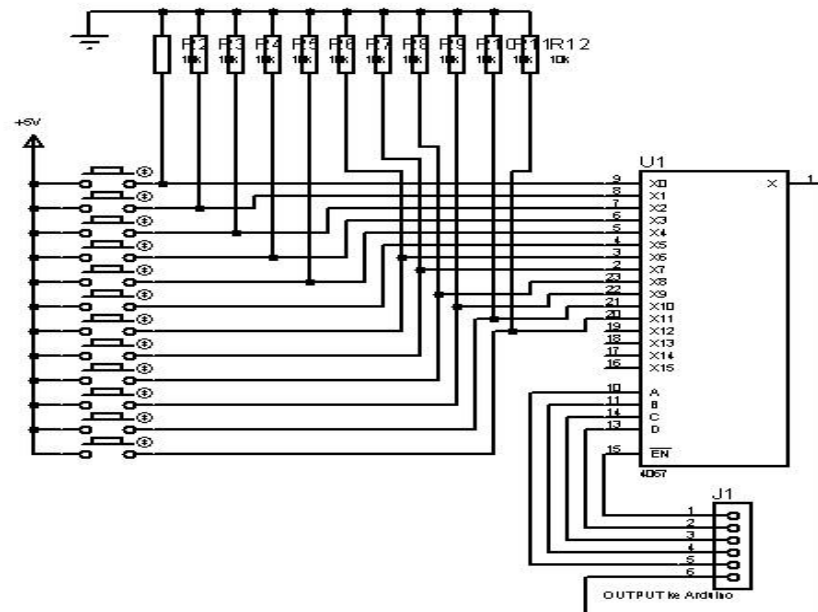 R2 R3 R4 R5 R6 R7 R8 R9 R10 R11 R12
10k 10k 10k 10k 10k 10k 10k 10k 10k 10k
+5V
U1
9 X0 X 1
8 X1
7 X2
6 X3
5 X4
4 X5
3 X6
2 X7
23 X8
22 X9
21 X10
20 X11
19 X12
18 X13
17 X14
16 X15
10 A
11 B
14 C
13 D
15 EN
4067
J1
1
2
3
4
5
6
OUTPUT ke Arduino